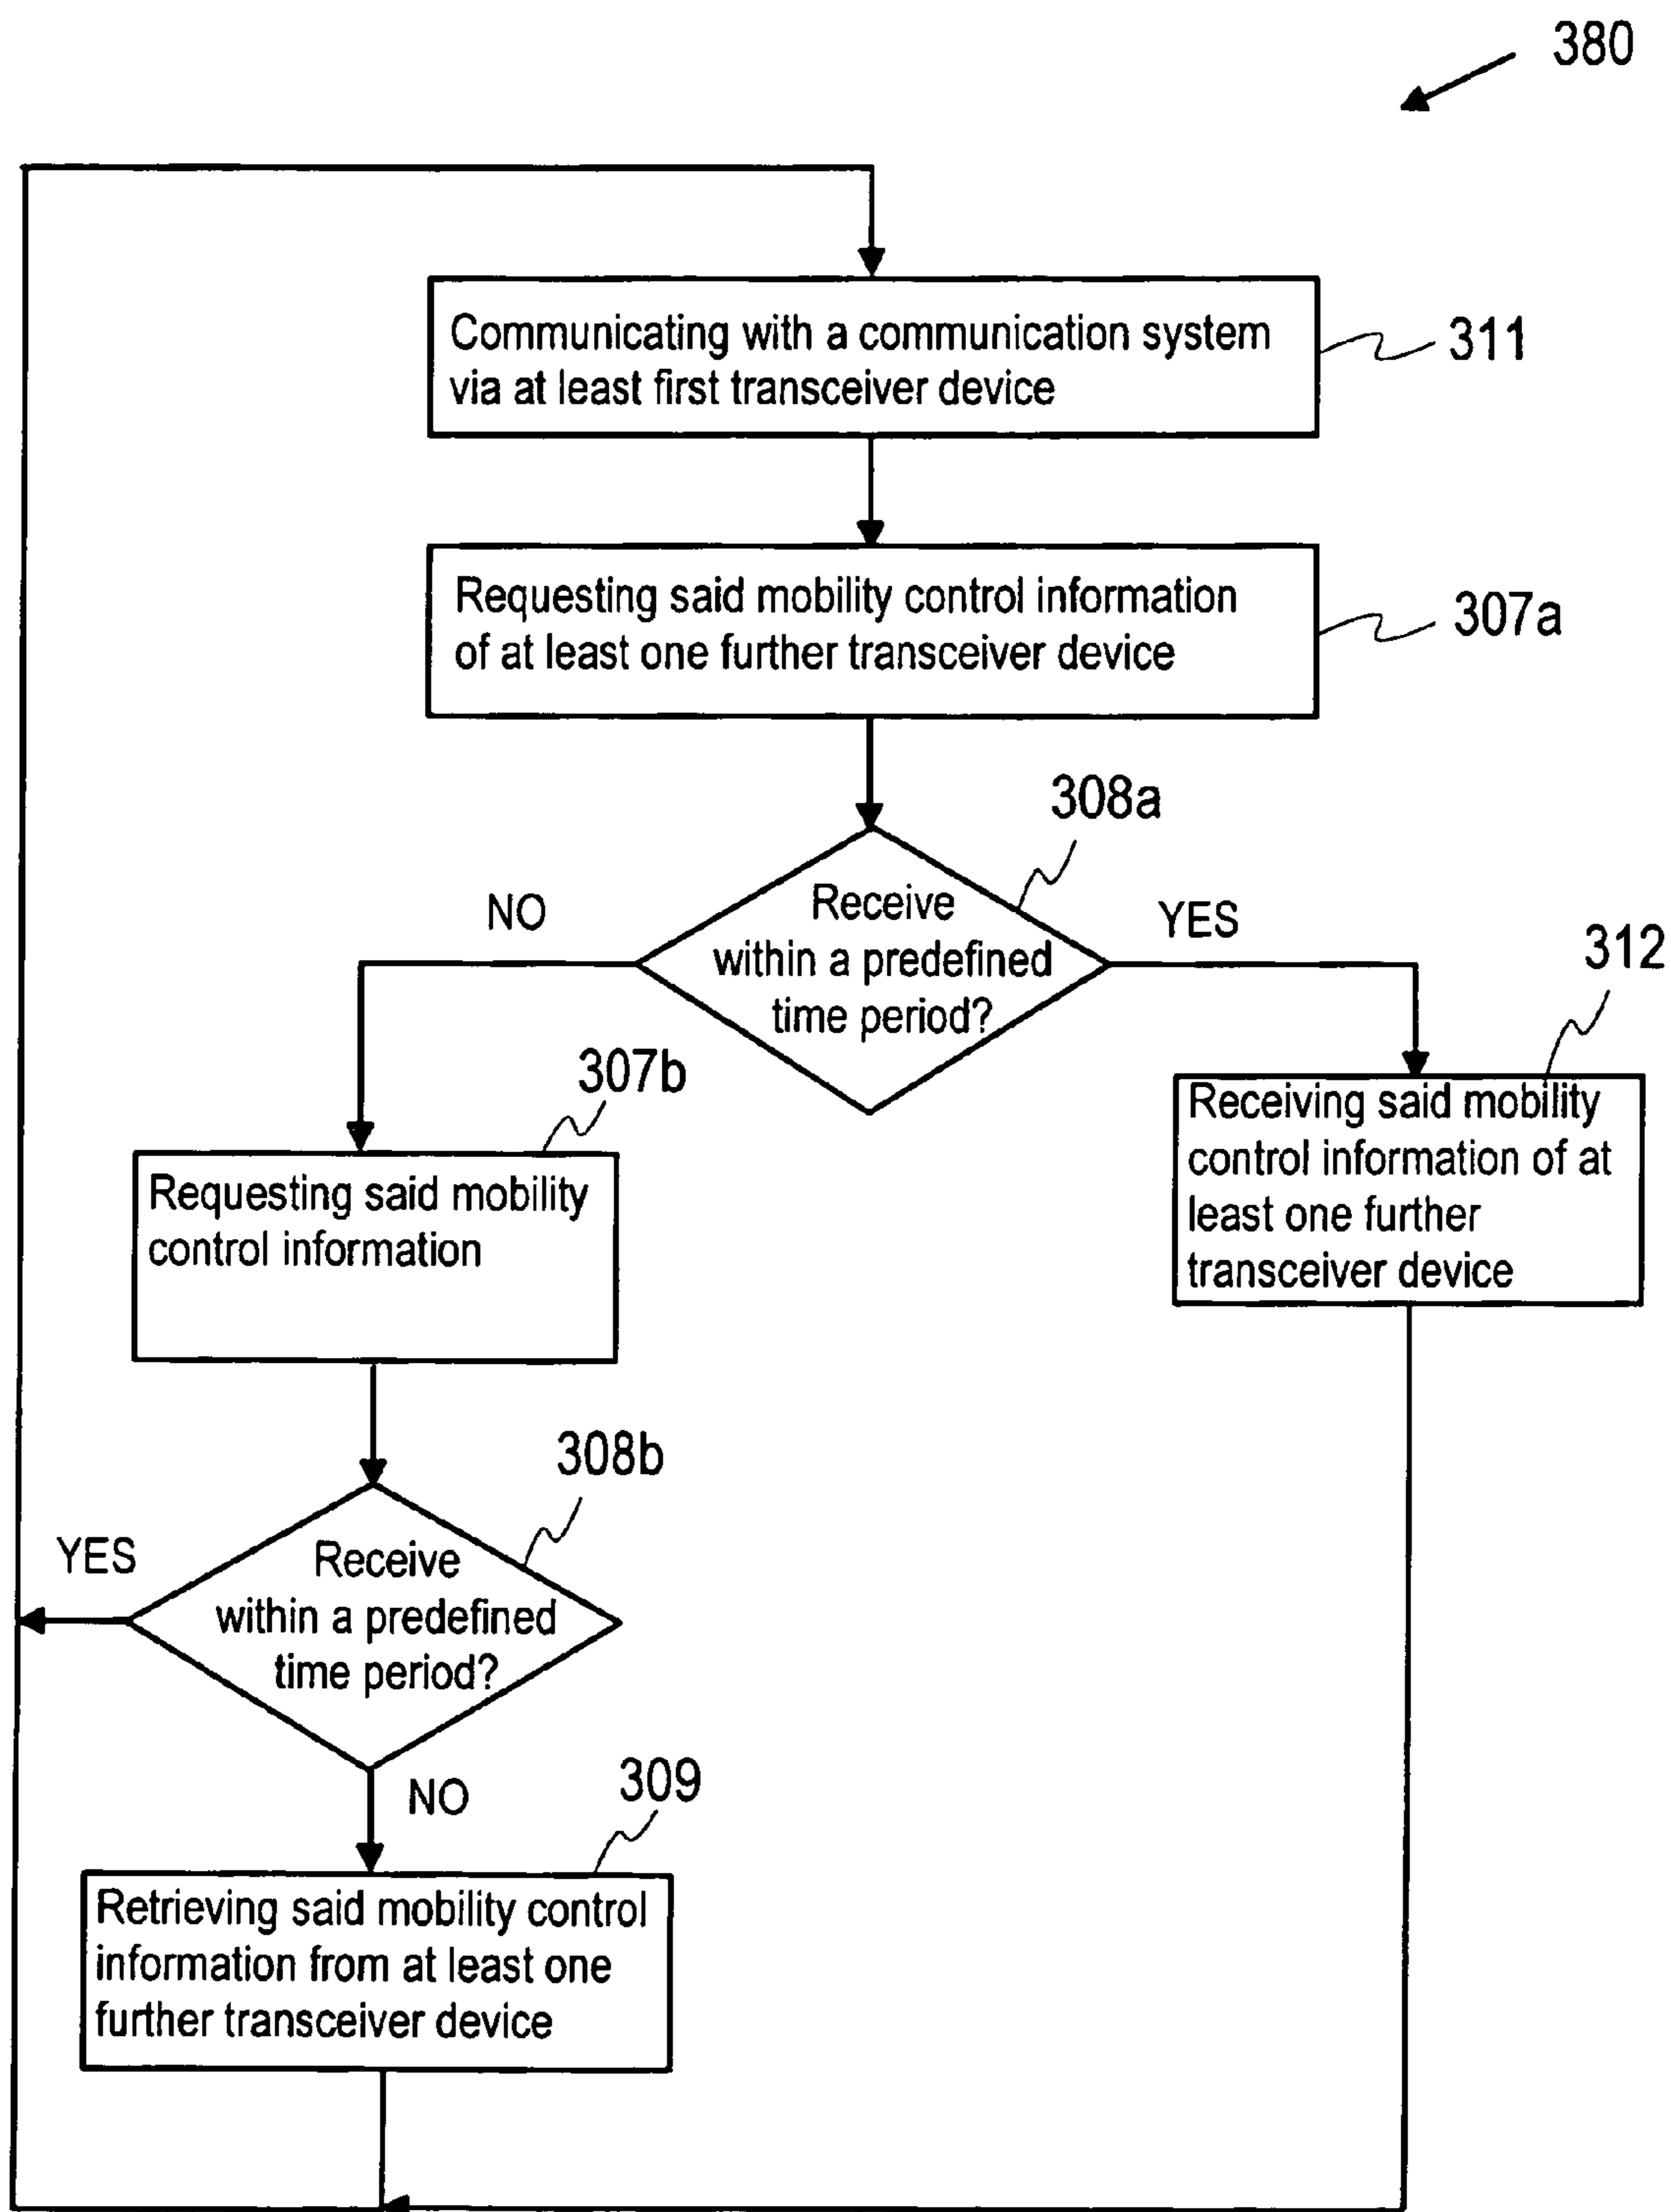 380
Communicating with a communication system
via at least first transceiver device
311
Requesting said mobility control information
of at least one further transceiver device
307a
308a
NO
Receive
within a predefined
time period?
YES
312
307b
Receiving said mobility
control information of at
least one further
transceiver device
Requesting said mobility
control information
308b
YES
Receive
within a predefined
time period?
NO
309
Retrieving said mobility control
information from at least one
further transceiver device